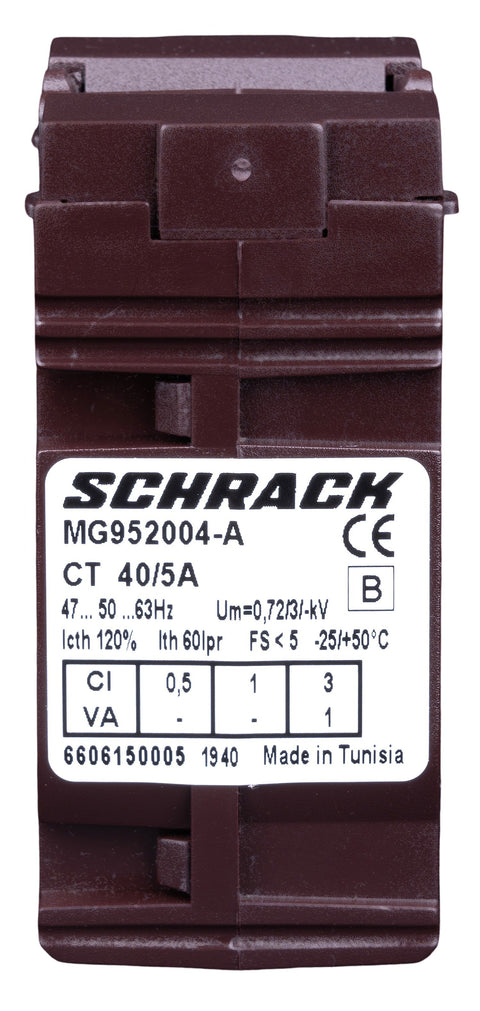 SCHRACK
MG952004-A
CE
CT 40/5A
B
47... 50 ...63Hz Um=0,72/3/-kV
Icth 120% Ith 60Ipr FS < 5 -25/+50°C
Cl 0,5 1 3
VA - - 1
6606150005 1940 Made in Tunisia